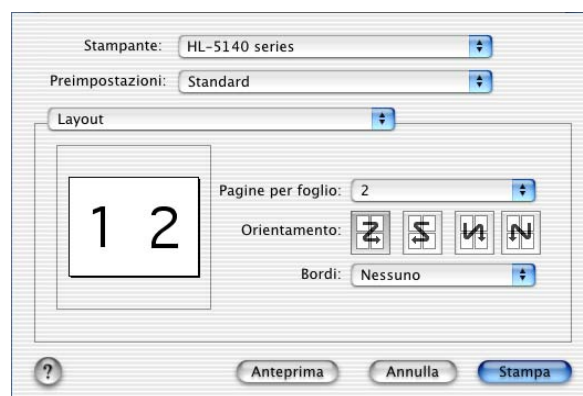 Stampante: HL-5140 series
Preimpostazioni: Standard
Layout
1 2
Pagine per foglio: 2
Orientamento:
Bordi: Nessuno
? Anteprima Annulla Stampa